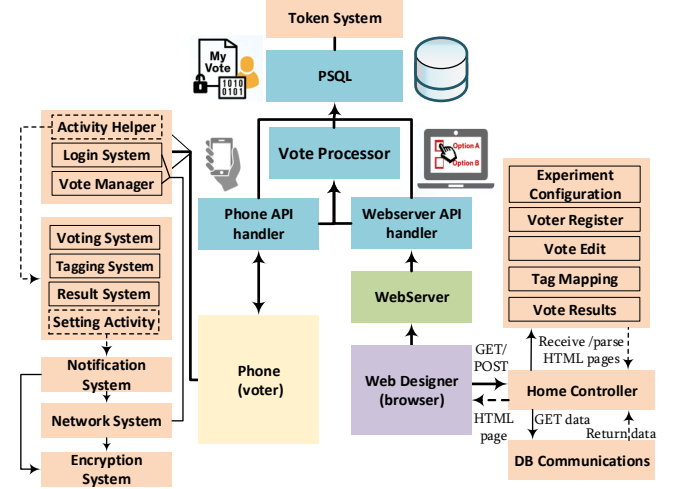 Token System
My
Vote
1010
0101
PSQL
Activity Helper
Login System
Vote Manager
Vote Processor
Option A
Option B
Experiment
Configuration
Voter Register
Vote Edit
Tag Mapping
Vote Results
Phone API
handler
Webserver API
handler
Voting System
Tagging System
Result System
Setting Activity
WebServer
Notification
System
Network System
Encryption
System
Phone
(voter)
Web Designer
(browser)
GET/
POST
Receive /parse
HTML pages
Home Controller
HTML
page
GET data
Return data
DB Communications